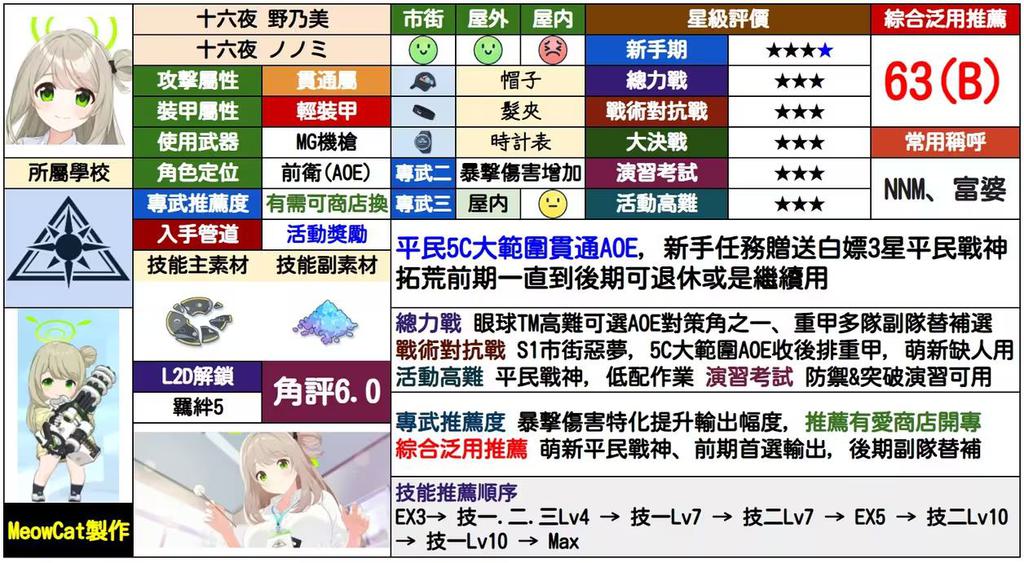 十六夜 野乃美
市街 屋外 屋内
星級評價
綜合泛用推薦
十六夜 ノノミ
新手期 ★★★★
63(B)
攻擊屬性 貫通屬
帽子
總力戰 ★★★
裝甲屬性 輕裝甲
髮夾
戰術對抗戰 ★★★
使用武器 MG機槍
時計表
大決戰 ★★★
常用稱呼
所屬學校
角色定位 前衛(AOE)
專武二 暴擊傷害增加
演習考試 ★★★
NNM、富婆
專武推薦度 有需可商店換
專武三 屋内
活動高難 ★★★
入手管道 活動獎勵
平民5C大範圍貫通AOE, 新手任務贈送白嫖3星平民戰神
拓荒前期一直到後期可退休或是繼續用
技能主素材 技能副素材
總力戰 眼球TM高難可選AOE對策角之一、重甲多隊副隊替補選
戰術對抗戰 S1市街惡夢, 5C大範圍AOE收後排重甲, 萌新缺人用
活動高難 平民戰神, 低配作業 演習考試 防禦&突破演習可用
L2D解鎖
羈絆5
角評6.0
專武推薦度 暴擊傷害特化提升輸出幅度, 推薦有愛商店開專
綜合泛用推薦 萌新平民戰神、前期首選輸出, 後期副隊替補
技能推薦順序
EX3→ 技一.二.三Lv4 → 技一Lv7 → 技二Lv7 → EX5 → 技二Lv10
→ 技一Lv10 → Max
MeowCat製作